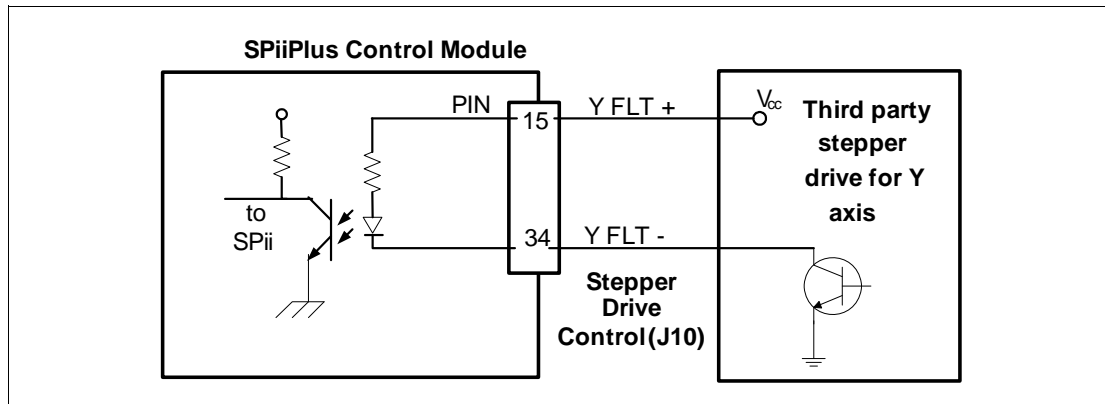 SPiiPlus Control Module
PIN
15
Y FLT +
Vcc
Third party
stepper
drive for Y
axis
to
SPii
34
Y FLT -
Stepper
Drive
Control (J10)